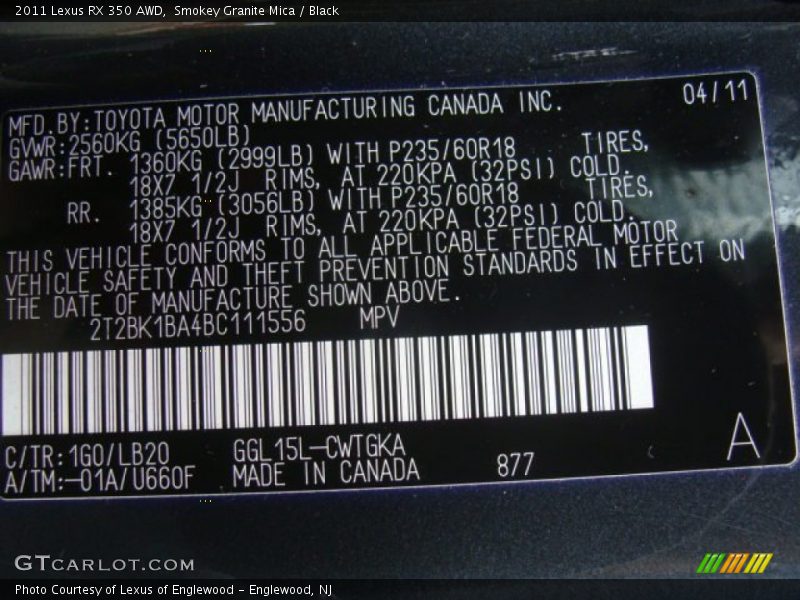 2011 Lexus RX 350 AWD, Smokey Granite Mica / Black
04/11
MFD.BY:TOYOTA MOTOR MANUFACTURING CANADA INC.
GVWR:2560KG (5650LB)
GAWR:FRT. 1360KG (2999LB) WITH P235/60R18 TIRES,
18X7 1/2J RIMS, AT 220KPA (32PSI) COLD.
RR. 1385KG (3056LB) WITH P235/60R18 TIRES,
18X7 1/2J RIMS, AT 220KPA (32PSI) COLD.
THIS VEHICLE CONFORMS TO ALL APPLICABLE FEDERAL MOTOR
VEHICLE SAFETY AND THEFT PREVENTION STANDARDS IN EFFECT ON
THE DATE OF MANUFACTURE SHOWN ABOVE.
2T2BK1BA4BC111556 MPV
C/TR:1G0/LB20 GGL15L-CWTGKA
A/TM:-01A/U660F MADE IN CANADA 877 A
GTCARLOT.COM
Photo Courtesy of Lexus of Englewood – Englewood, NJ